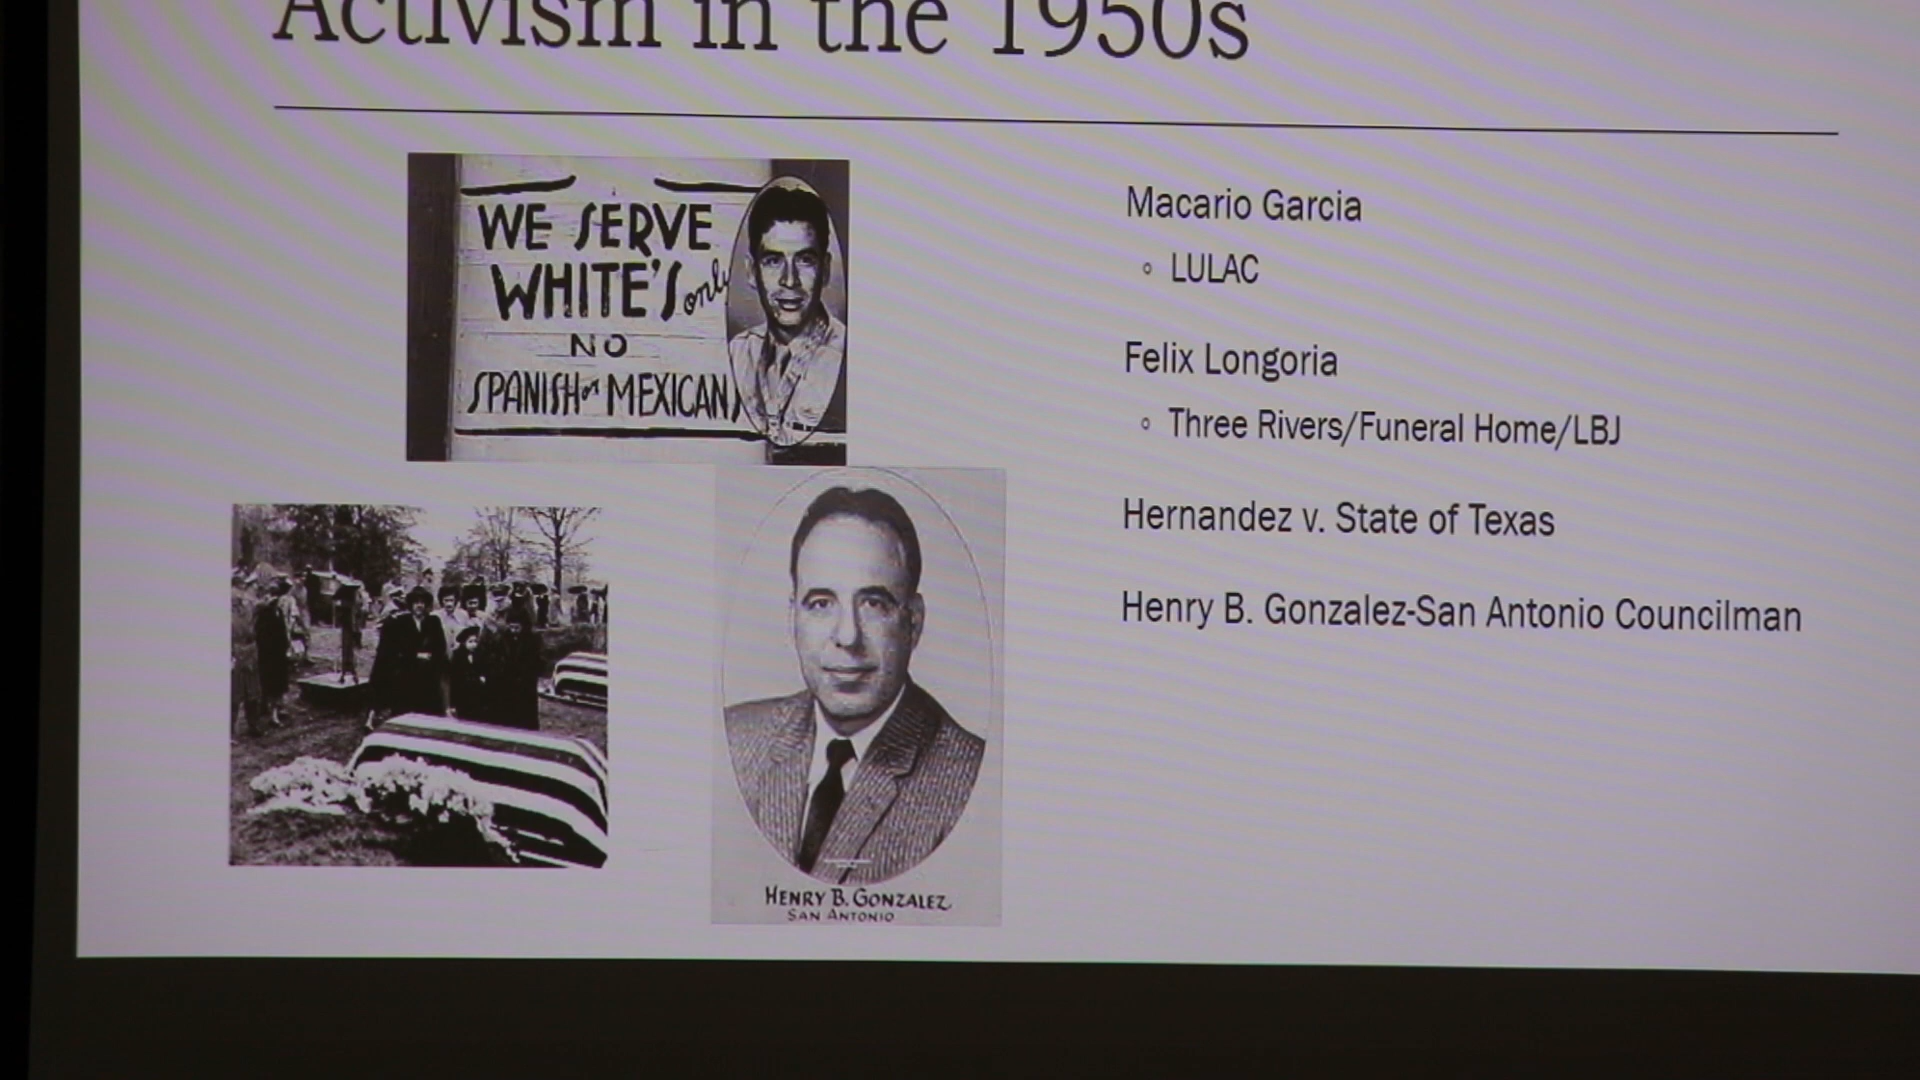 Activism in the 1950s
WE SERVE
WHITE'S only
NO
SPANISH or MEXICANS
HENRY B. GONZALEZ
SAN ANTONIO
Macario Garcia
LULAC
Felix Longoria
Three Rivers/Funeral Home/LBJ
Hernandez v. State of Texas
Henry B. Gonzalez-San Antonio Councilman